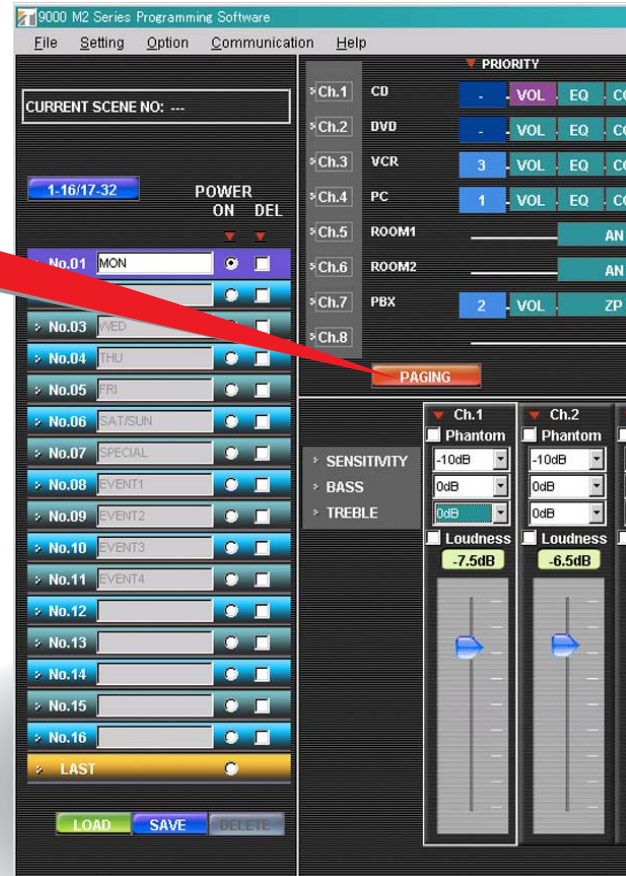 9000 M2 Series Programming Software
File Setting Option Communication Help
CURRENT SCENE NO: ---
1-16/17-32
POWER
ON DEL
No.01 MON
No.03 WED
No.04 THU
No.05 FRI
No.06 SAT/SUN
No.07 SPECIAL
No.08 EVENT1
No.09 EVENT2
No.10 EVENT3
No.11 EVENT4
No.12
No.13
No.14
No.15
No.16
LAST
LOAD SAVE DELETE
PRIORITY
Ch.1 CD - VOL EQ
Ch.2 DVD - VOL EQ
Ch.3 VCR 3 VOL EQ
Ch.4 PC 1 VOL EQ
Ch.5 ROOM1 AN
Ch.6 ROOM2 AN
Ch.7 PBX 2 VOL ZP
Ch.8
PAGING
Ch.1 Ch.2
Phantom Phantom
SENSITIVITY -10dB -10dB
BASS 0dB 0dB
TREBLE 0dB 0dB
Loudness Loudness
-7.5dB -6.5dB